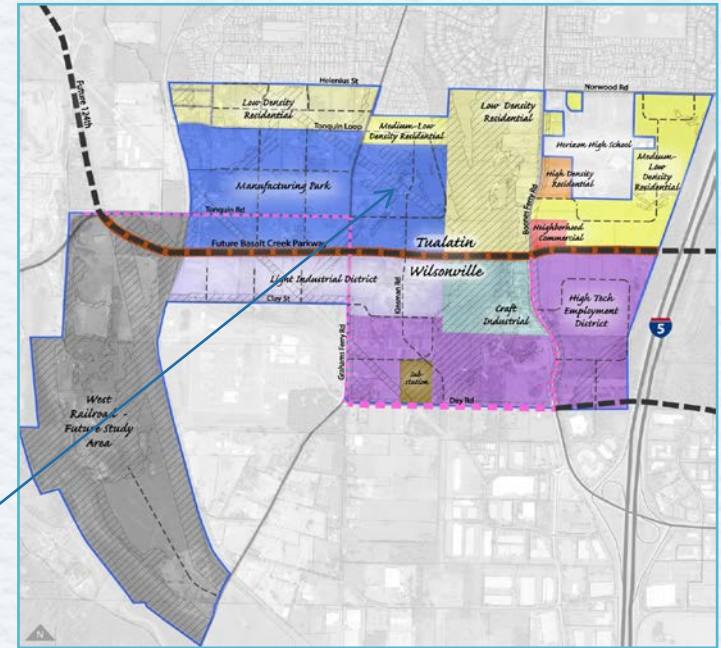 Future 124th
Helenius St
Norwood Rd
Low Density
Residential
Tonquin Loop
Medium-Low
Density Residential
Low Density
Residential
Horizon High School
Manufacturing Park
High Density
Residential
Medium-
Low
Density
Residential
Boones Ferry Rd
Tonquin Rd
Neighborhood
Commercial
Future Basalt Creek Parkway
Tualatin
Wilsonville
Light Industrial District
Clay St
Kinsman Rd
Craft
Industrial
High Tech
Employment
District
5
Grahams Ferry Rd
Sub
station
Day Rd
West
Railroad -
Future Study
Area
N